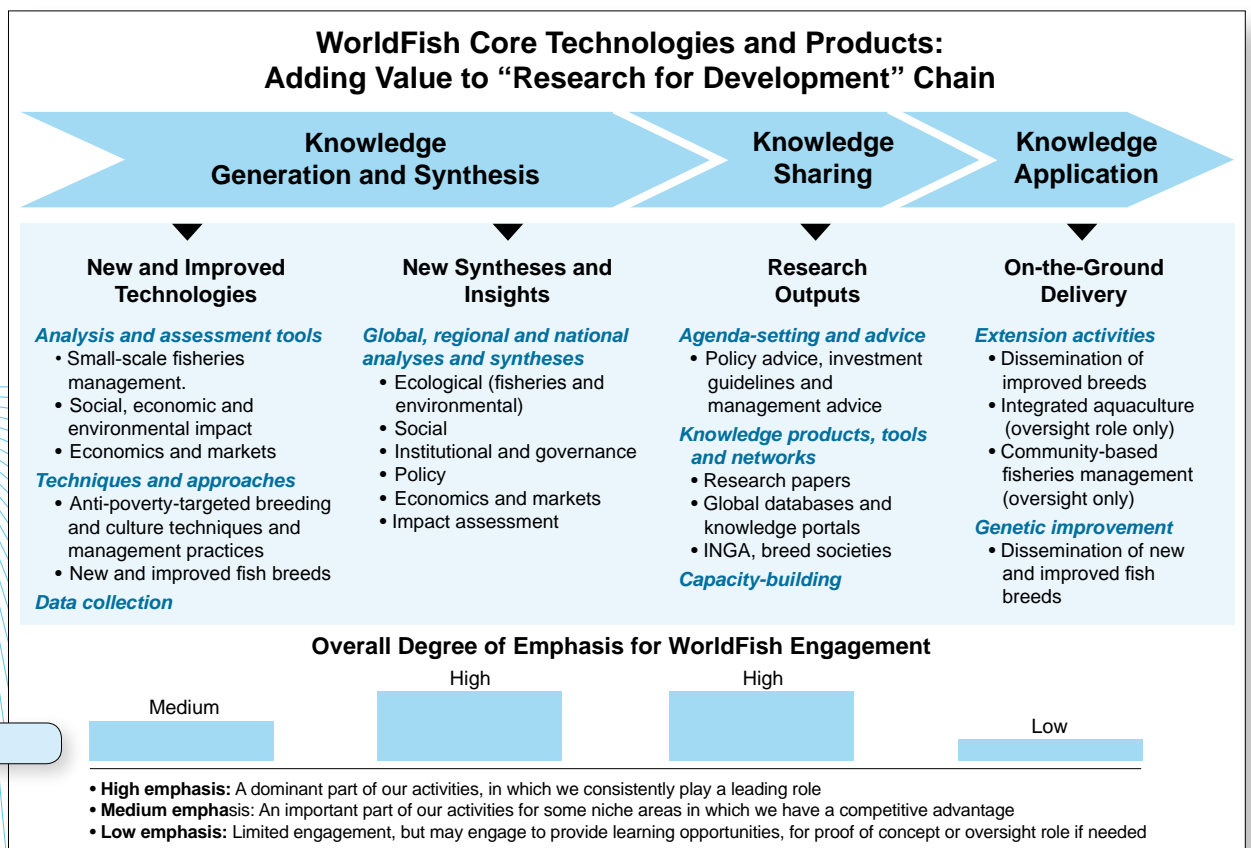 WorldFish Core Technologies and Products:
Adding Value to “Research for Development” Chain
Knowledge
Generation and Synthesis
Knowledge
Sharing
Knowledge
Application
New and Improved
Technologies
Analysis and assessment tools
• Small-scale fisheries
management.
• Social, economic and
environmental impact
• Economics and markets
Techniques and approaches
• Anti-poverty-targeted breeding
and culture techniques and
management practices
• New and improved fish breeds
Data collection
New Syntheses and
Insights
Global, regional and national
analyses and syntheses
• Ecological (fisheries and
environmental)
• Social
• Institutional and governance
• Policy
• Economics and markets
• Impact assessment
Research
Outputs
Agenda-setting and advice
• Policy advice, investment
guidelines and
management advice
Knowledge products, tools
and networks
• Research papers
• Global databases and
knowledge portals
• INGA, breed societies
Capacity-building
On-the-Ground
Delivery
Extension activities
• Dissemination of
improved breeds
• Integrated aquaculture
(oversight role only)
• Community-based
fisheries management
(oversight only)
Genetic improvement
• Dissemination of new
and improved fish
breeds
Overall Degree of Emphasis for WorldFish Engagement
Medium
High
High
Low
• High emphasis: A dominant part of our activities, in which we consistently play a leading role
• Medium emphasis: An important part of our activities for some niche areas in which we have a competitive advantage
• Low emphasis: Limited engagement, but may engage to provide learning opportunities, for proof of concept or oversight role if needed